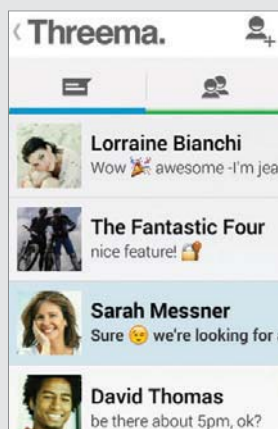 Threema.
Lorraine Bianchi
Wow 🎉 awesome -I'm jea
The Fantastic Four
nice feature! 🔐
Sarah Messner
Sure 😉 we're looking for
David Thomas
be there about 5pm, ok?